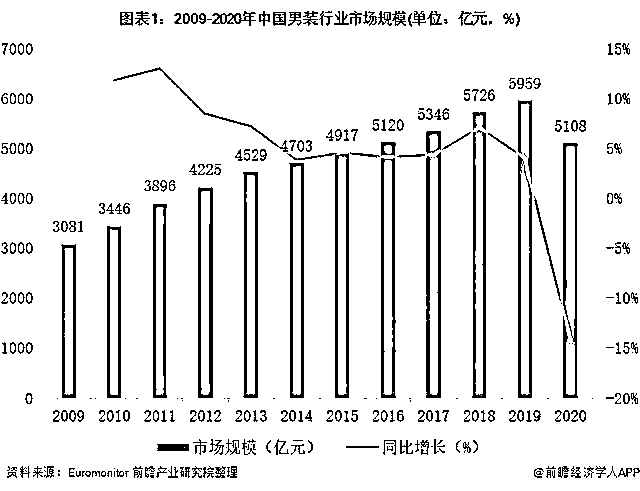 图表1：2009-2020年中国男装行业市场规模(单位：亿元，%)
7000 15%
6000 10%
5000 5%
4000 0%
3000 -5%
2000 -10%
1000 -15%
0 -20%
3081 3446 3896 4225 4529 4703 4917 5120 5346 5726 5959 5108
2009 2010 2011 2012 2013 2014 2015 2016 2017 2018 2019 2020
市场规模（亿元） 同比增长（%）
资料来源：Euromonitor 前瞻产业研究院整理 @前瞻经济学人APP